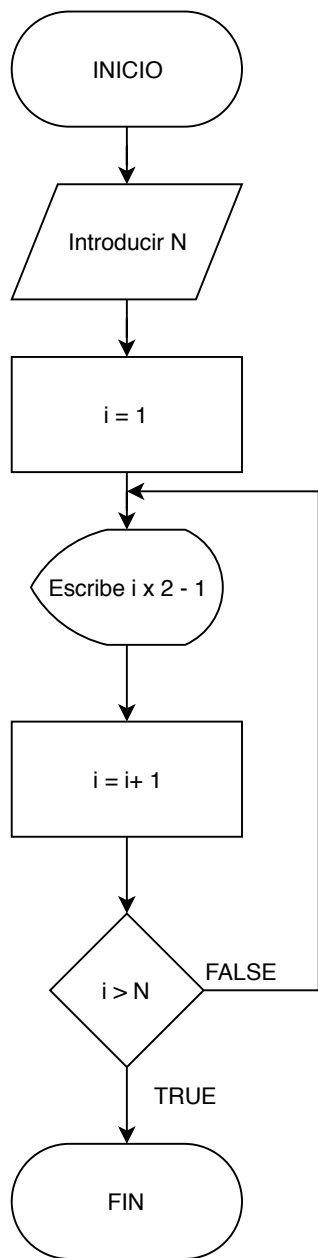 INICIO
Introducir N
i = 1
Escribe i x 2 - 1
i = i+ 1
i > N
FALSE
TRUE
FIN